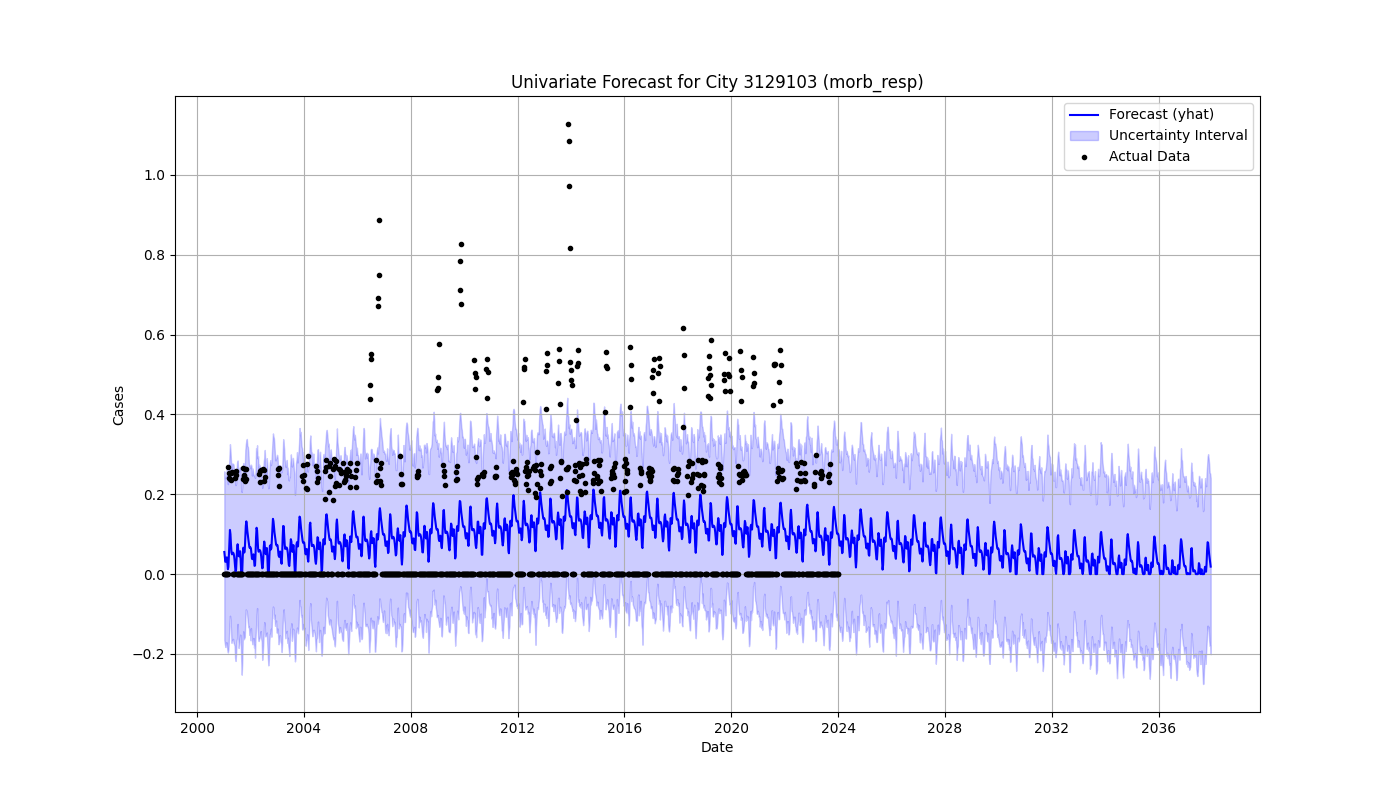 Univariate Forecast for City 3129103 (morb_resp)
Forecast (yhat)
Uncertainty Interval
Actual Data
Cases
1.0
0.8
0.6
0.4
0.2
0.0
−0.2
2000 2004 2008 2012 2016 2020 2024 2028 2032 2036
Date